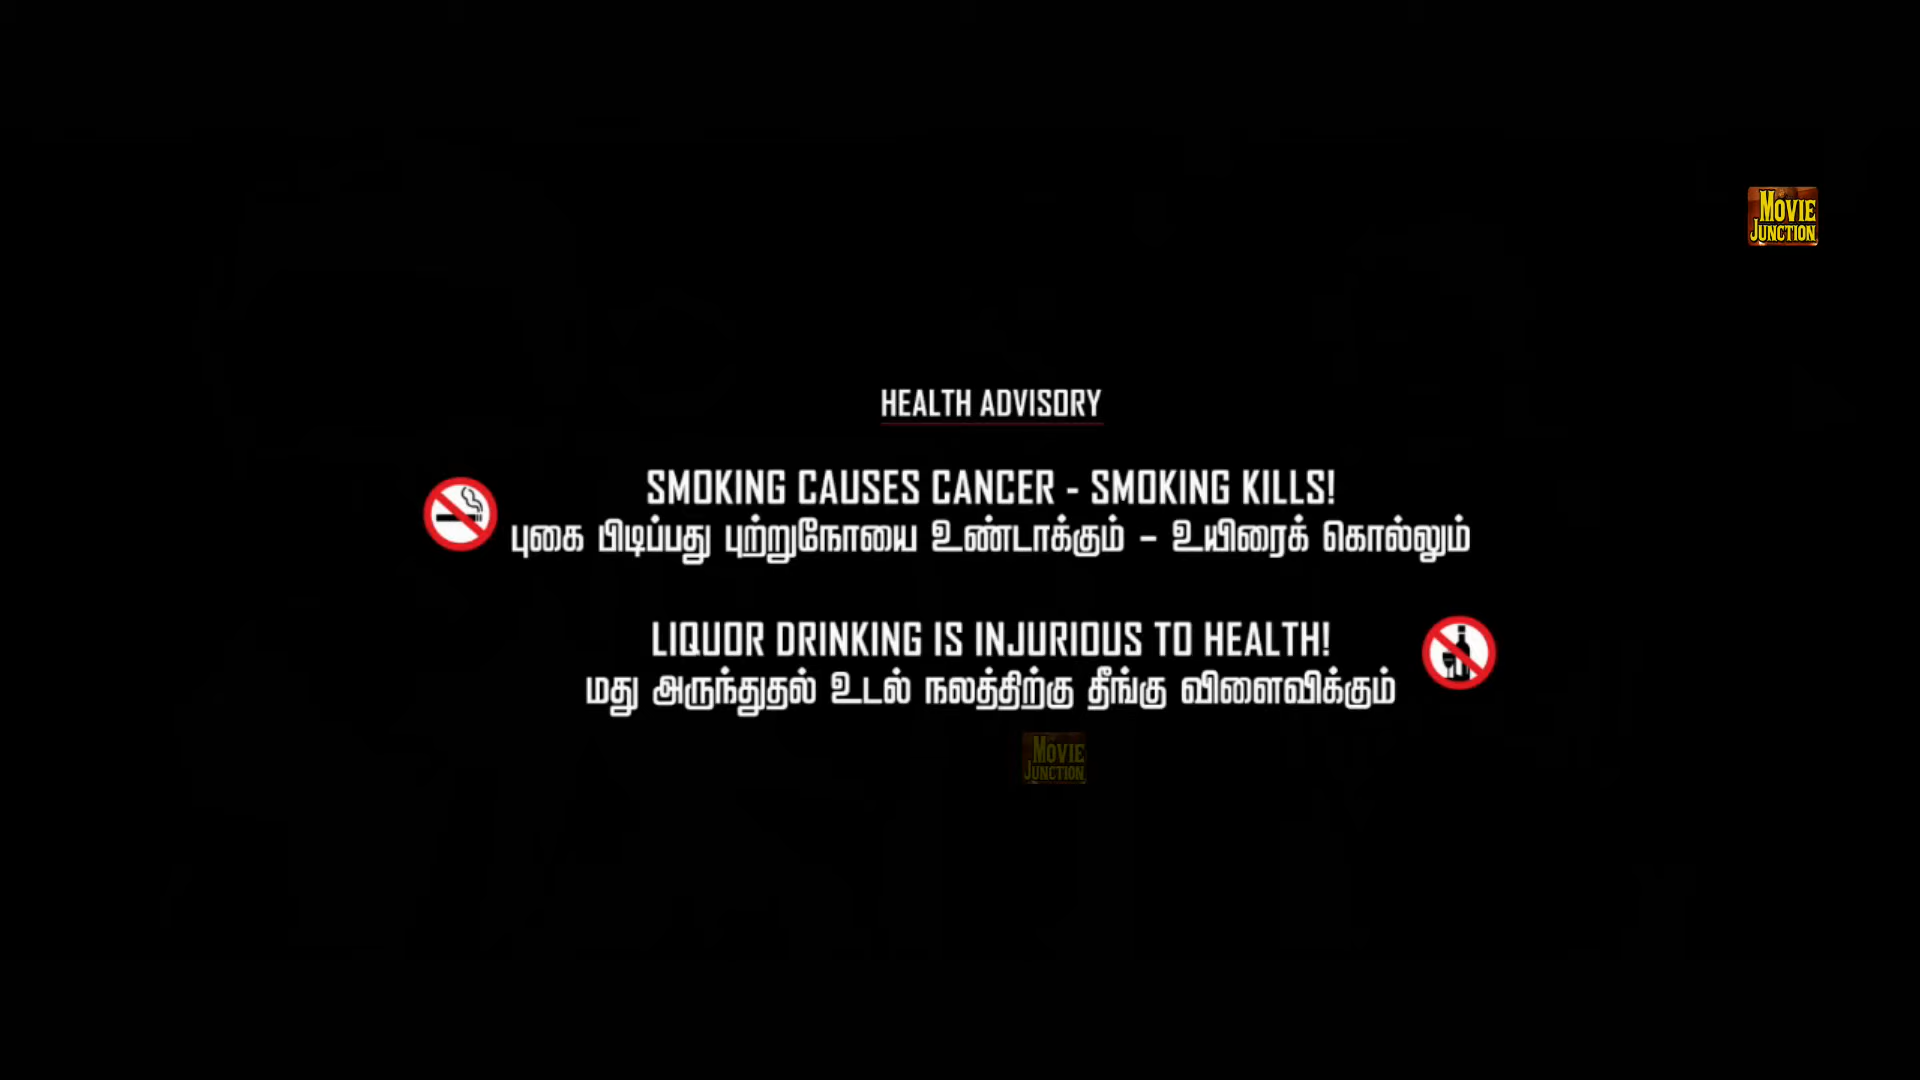 MOVIE
JUNCTION
HEALTH ADVISORY
SMOKING CAUSES CANCER - SMOKING KILLS!
புகை பிடிப்பது புற்றுநோயை உண்டாக்கும் – உயிரைக் கொல்லும்
LIQUOR DRINKING IS INJURIOUS TO HEALTH!
மது அருந்துதல் உடல் நலத்திற்கு தீங்கு விளைவிக்கும்
MOVIE
JUNCTION